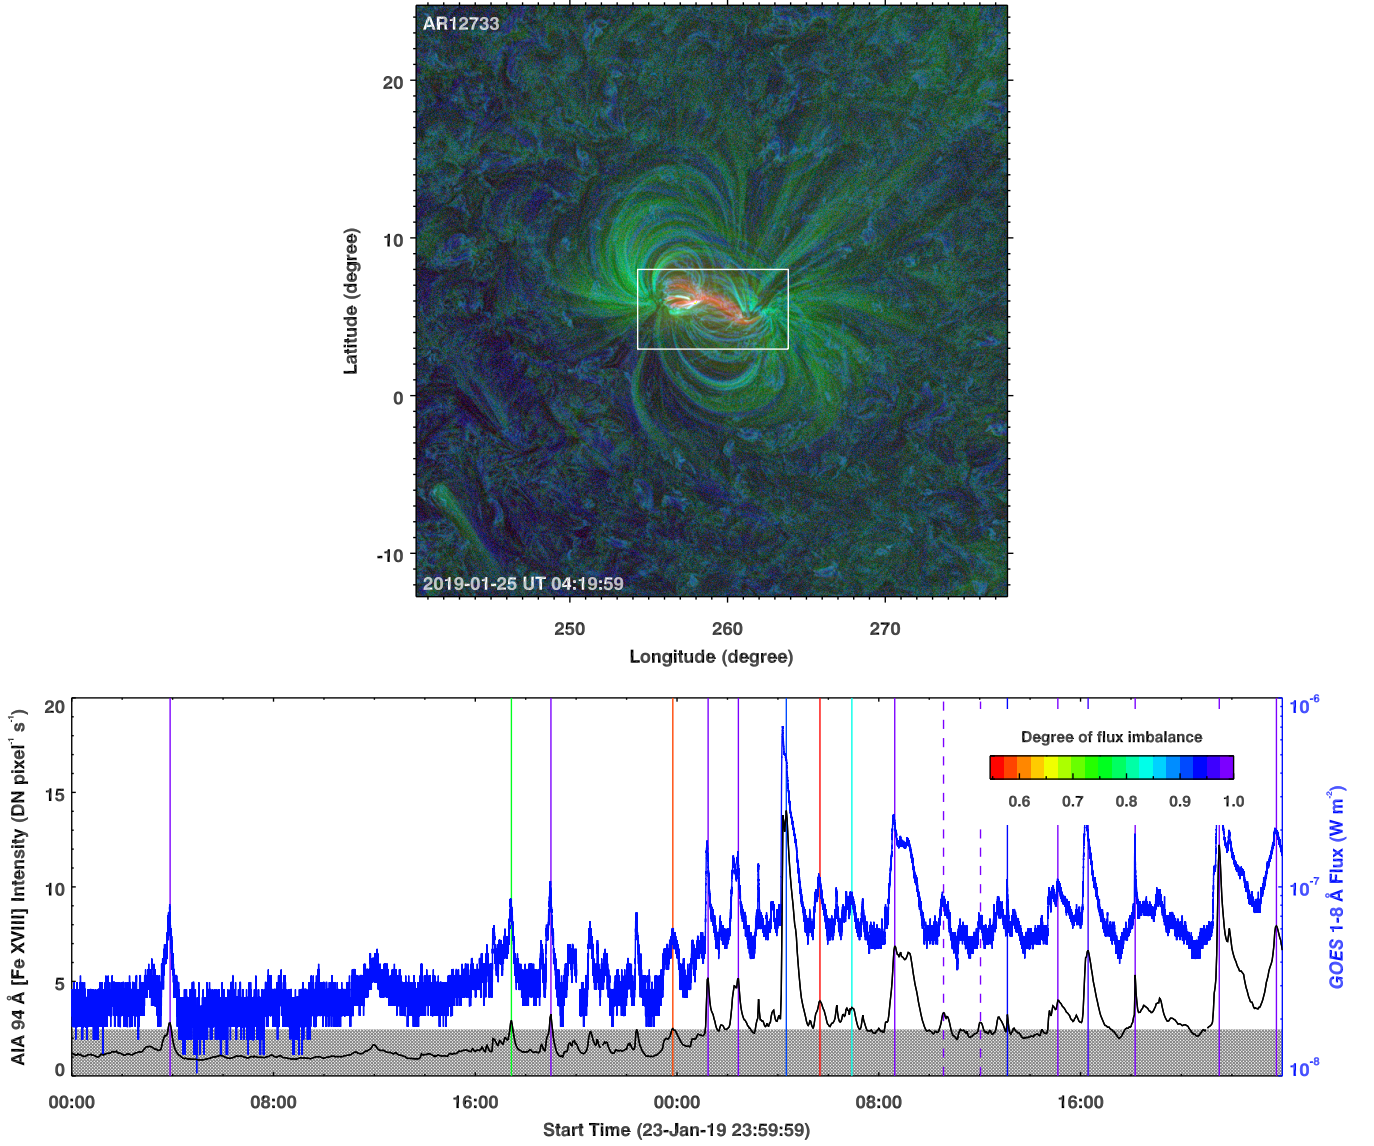 AR12733
20
10
0
-10
Latitude (degree)
2019-01-25 UT 04:19:59
250 260 270
Longitude (degree)
20
15
10
5
0
AIA 94 Å [Fe XVIII] Intensity (DN pixel⁻¹ s⁻¹)
Degree of flux imbalance
0.6 0.7 0.8 0.9 1.0
10⁻⁶
10⁻⁷
10⁻⁸
GOES 1-8 Å Flux (W m⁻²)
00:00 08:00 16:00 00:00 08:00 16:00
Start Time (23-Jan-19 23:59:59)